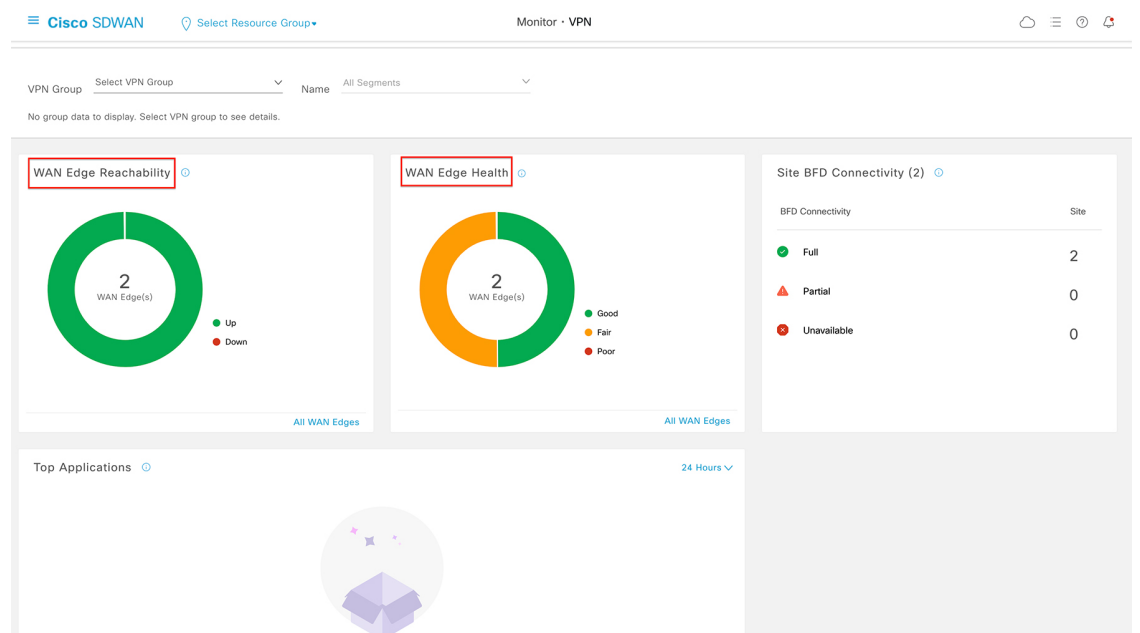 Cisco SDWAN
Select Resource Group
Monitor · VPN
VPN Group
Select VPN Group
Name
All Segments
No group data to display. Select VPN group to see details.
WAN Edge Reachability
2
WAN Edge(s)
Up
Down
All WAN Edges
WAN Edge Health
2
WAN Edge(s)
Good
Fair
Poor
All WAN Edges
Site BFD Connectivity (2)
BFD Connectivity Site
Full 2
Partial 0
Unavailable 0
Top Applications
24 Hours